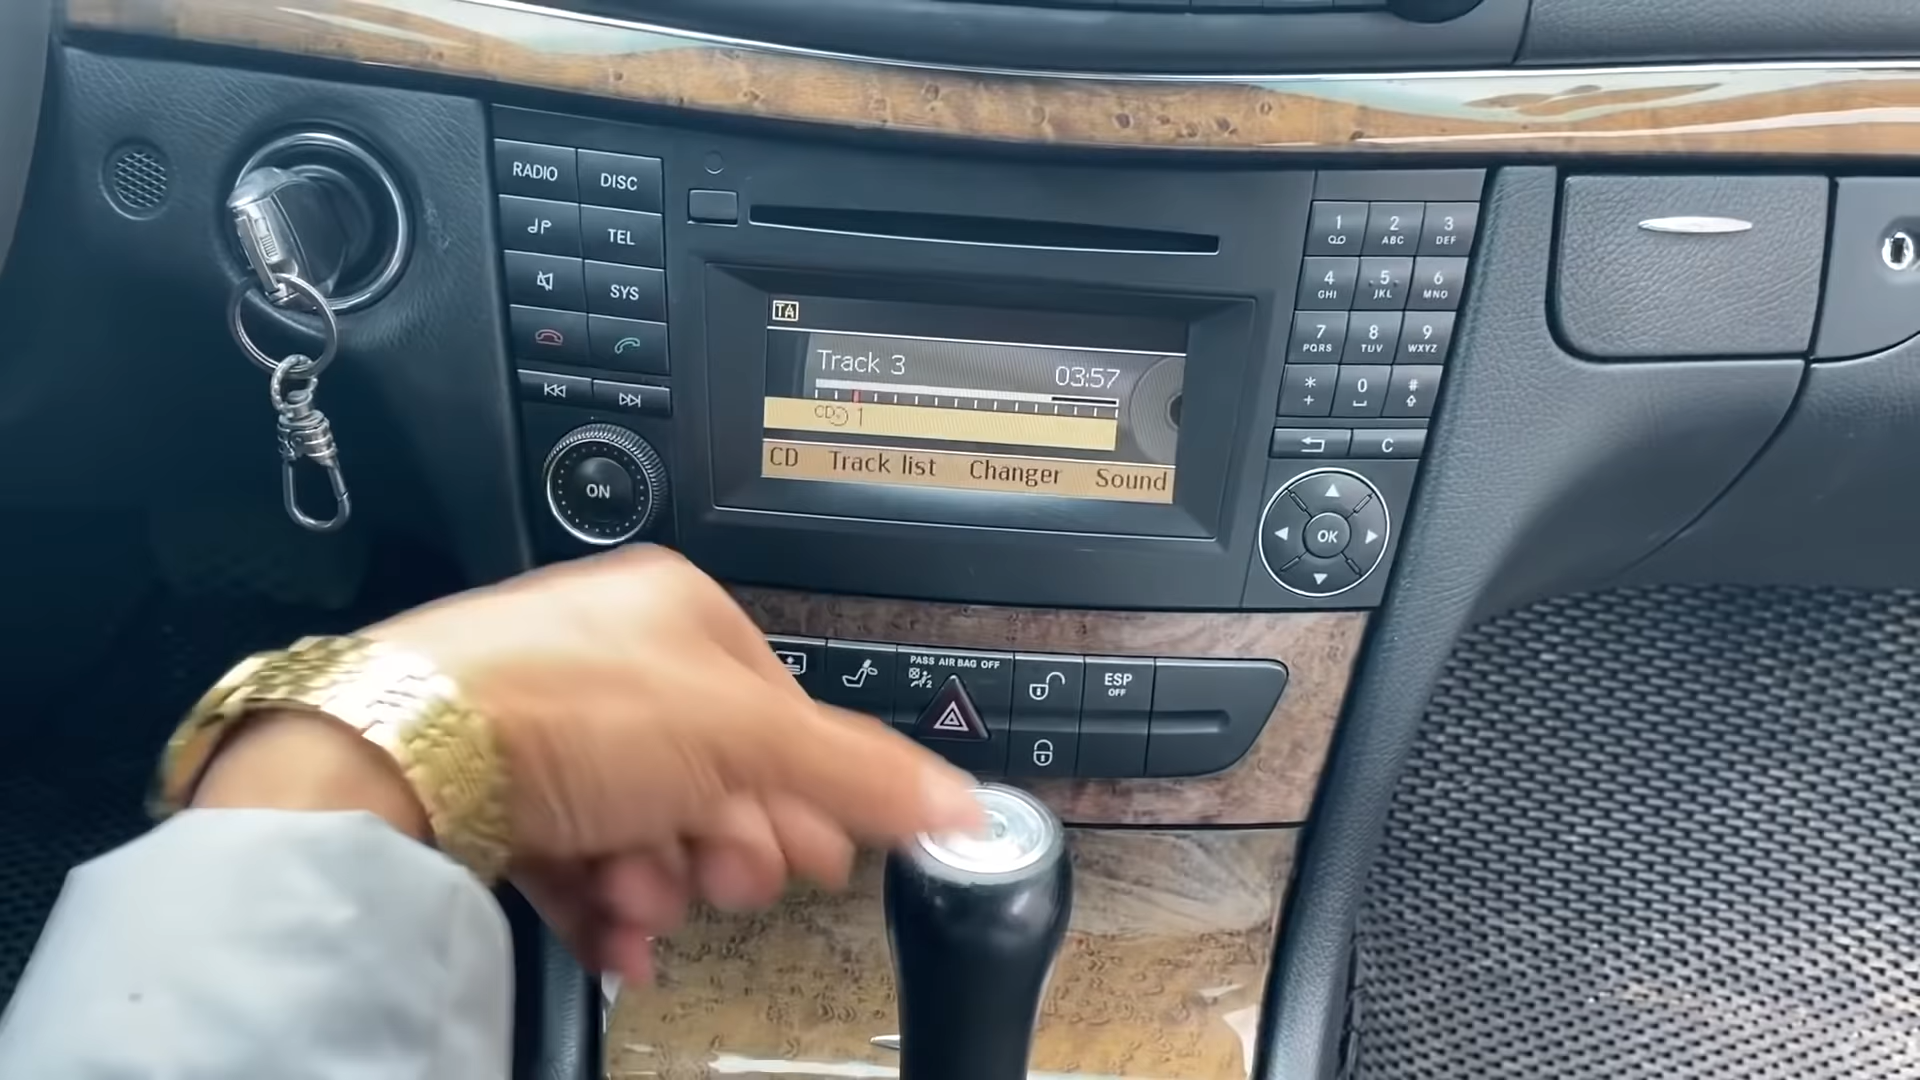 RADIO
DISC
TEL
SYS
ON
TA
Track 3
03:57
CD 1
CD Track list Changer Sound
1
2 ABC
3 DEF
4 GHI
5 JKL
6 MNO
7 PQRS
8 TUV
9 WXYZ
* +
0
#
C
OK
PASS AIR BAG OFF
2
ESP
OFF